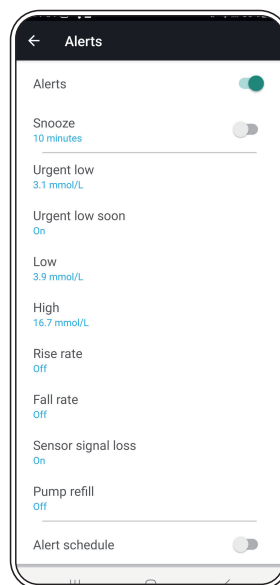 Alerts
Alerts
Snooze
10 minutes
Urgent low
3.1 mmol/L
Urgent low soon
On
Low
3.9 mmol/L
High
16.7 mmol/L
Rise rate
Off
Fall rate
Off
Sensor signal loss
On
Pump refill
Off
Alert schedule